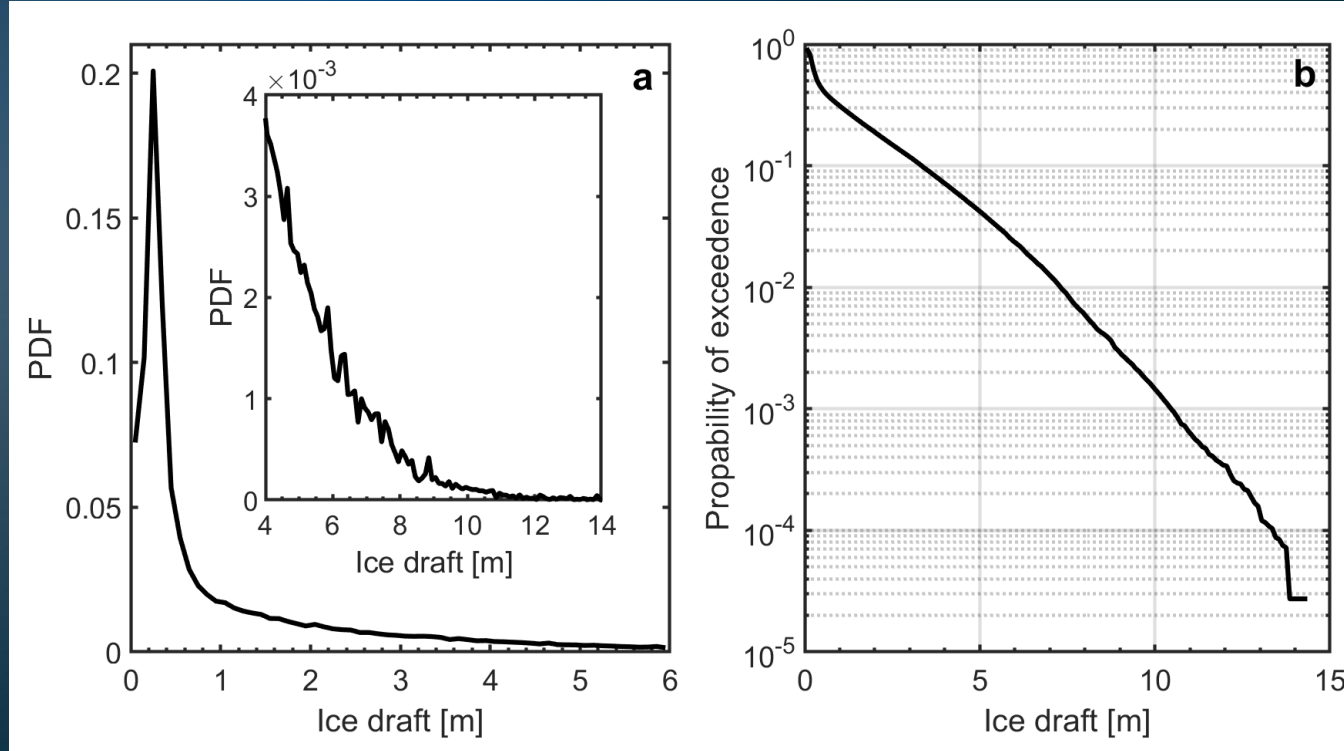 a
PDF
0.2
0.15
0.1
0.05
0
0 1 2 3 4 5 6
Ice draft [m]
×10-3
PDF
4
3
2
1
0
4 6 8 10 12 14
Ice draft [m]
b
Propability of exceedence
100
10-1
10-2
10-3
10-4
10-5
0 5 10 15
Ice draft [m]